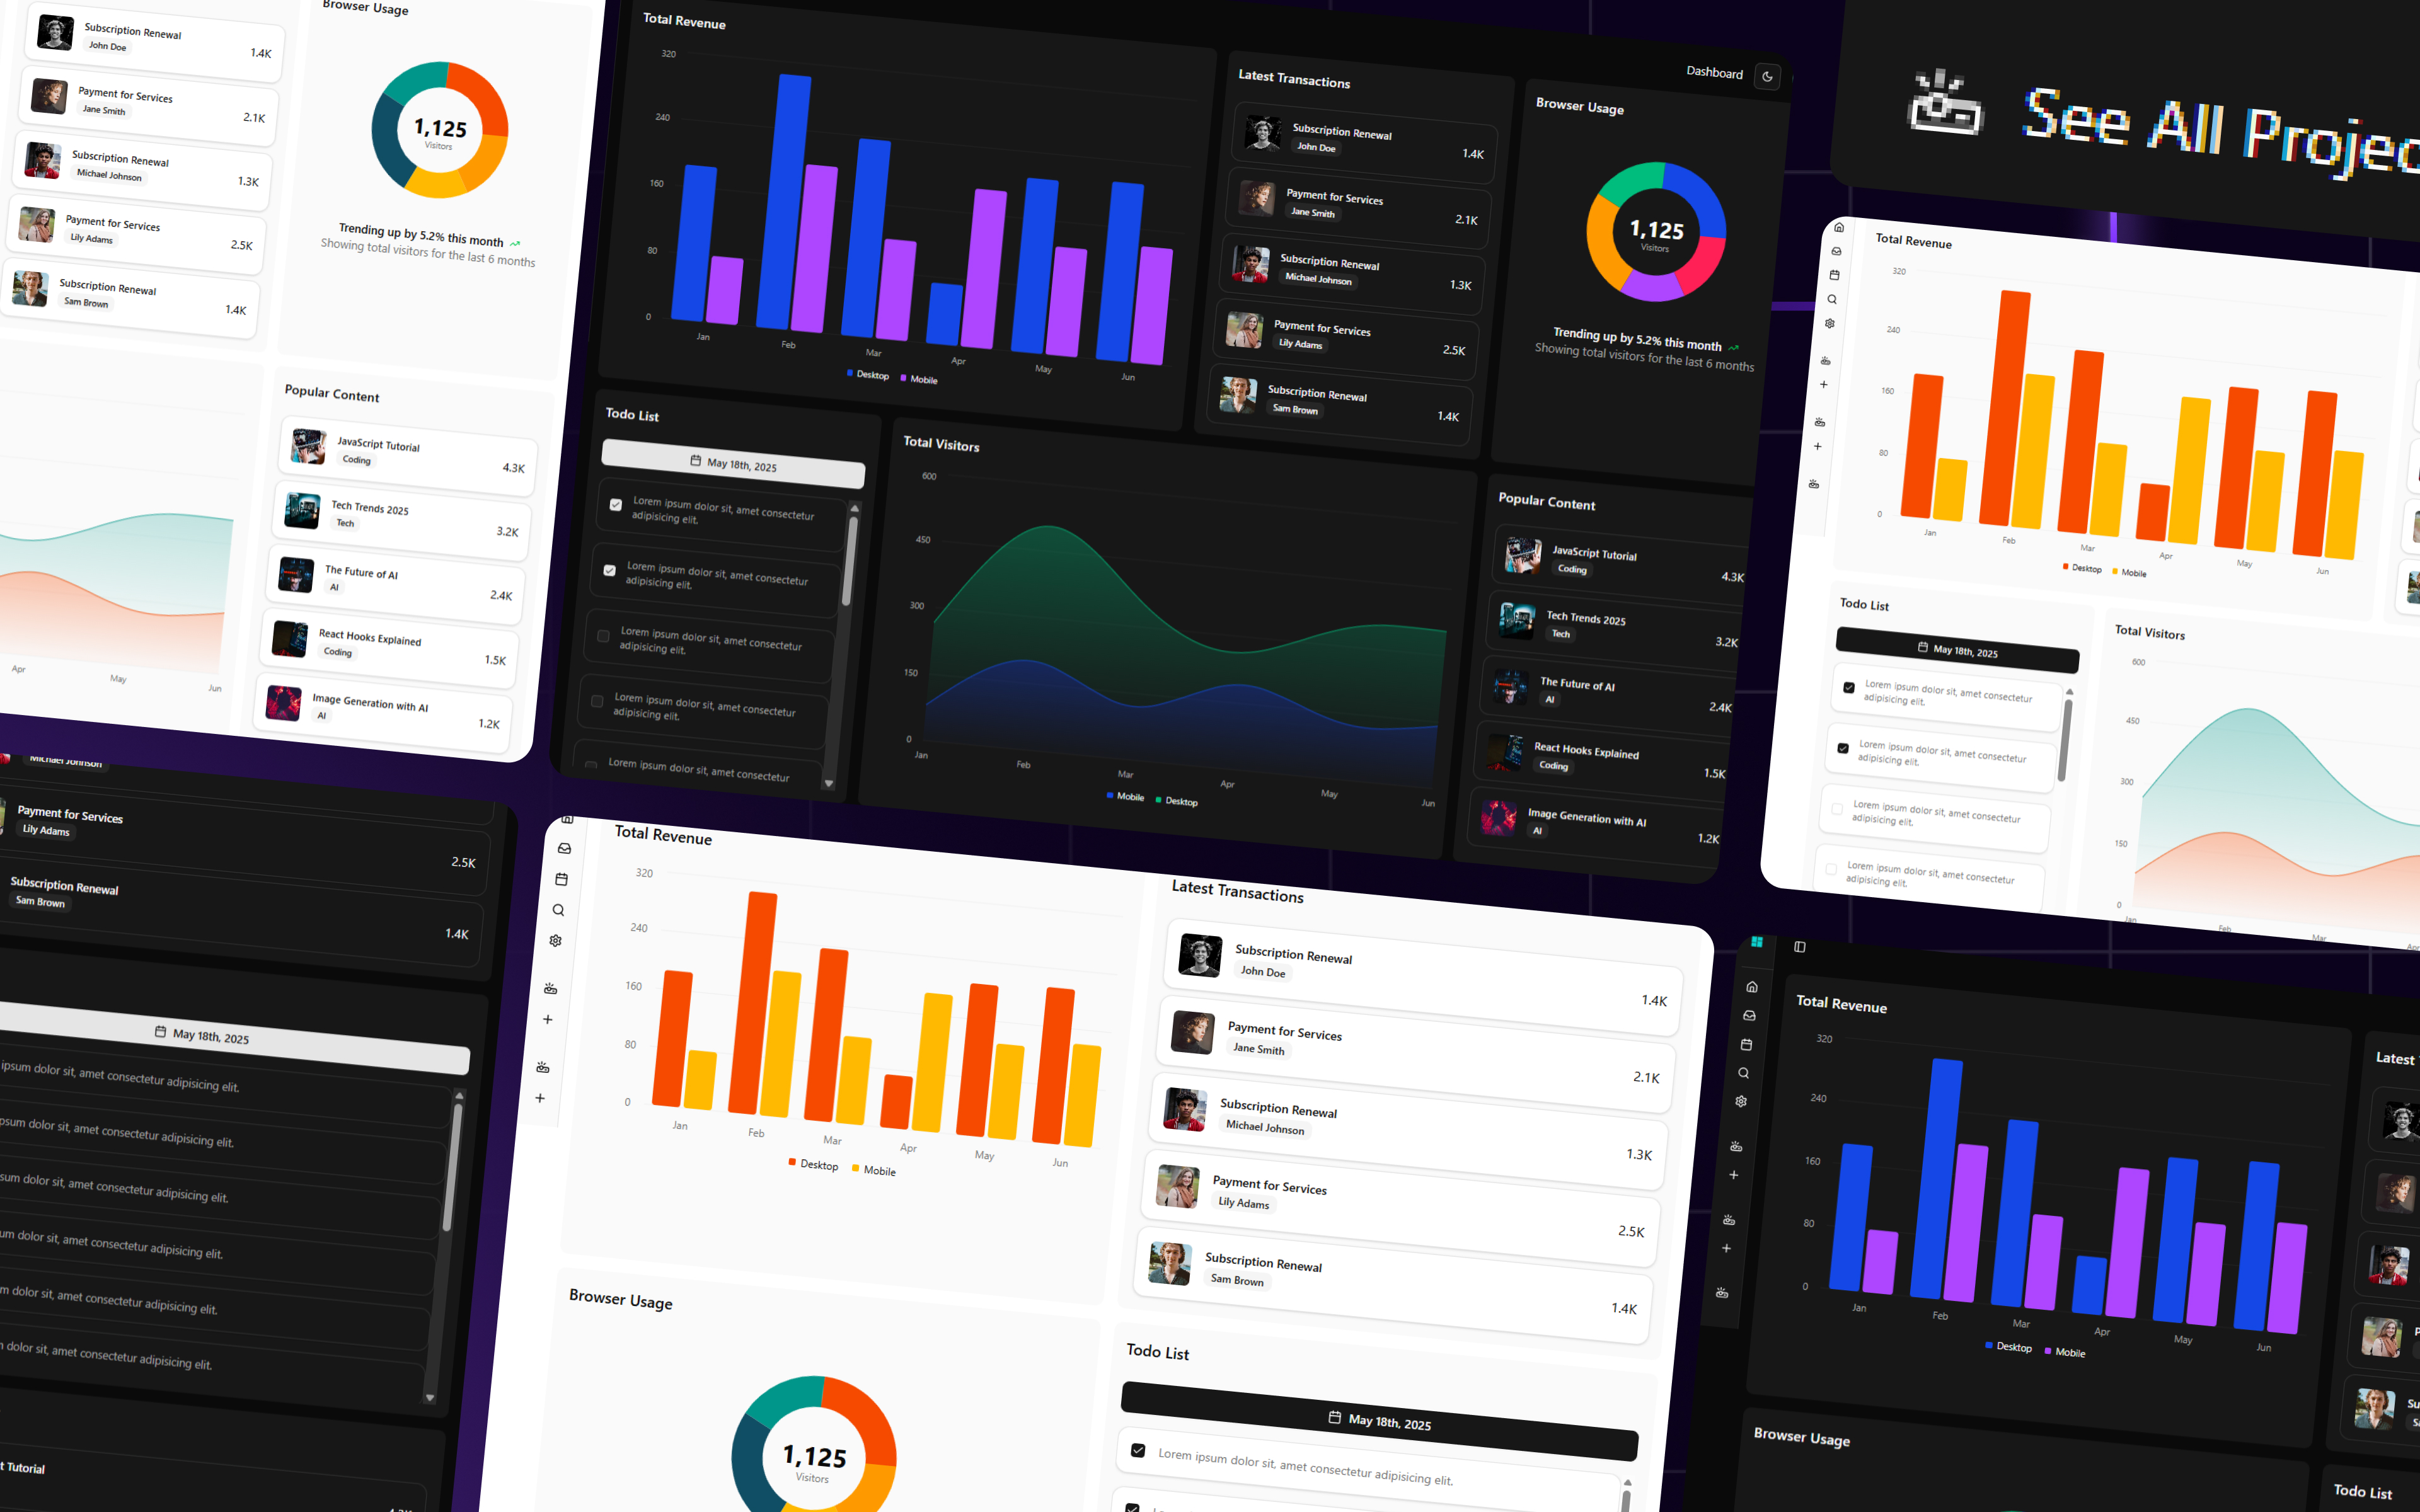 Browser Usage
Subscription Renewal
John Doe
1.4K
Payment for Services
Jane Smith
2.1K
Subscription Renewal
Michael Johnson
1.3K
Payment for Services
Lily Adams
2.5K
Subscription Renewal
Sam Brown
1.4K
1,125
Visitors
Trending up by 5.2% this month
Showing total visitors for the last 6 months
Popular Content
JavaScript Tutorial
Coding
4.3K
Tech Trends 2025
Tech
3.2K
The Future of AI
AI
2.4K
React Hooks Explained
Coding
1.5K
Image Generation with AI
AI
1.2K
Apr
May
Jun
Total Revenue
320
240
160
80
0
Jan
Feb
Mar
Apr
May
Jun
Desktop
Mobile
Dashboard
Latest Transactions
Subscription Renewal
John Doe
1.4K
Payment for Services
Jane Smith
2.1K
Subscription Renewal
Michael Johnson
1.3K
Payment for Services
Lily Adams
2.5K
Subscription Renewal
Sam Brown
1.4K
Browser Usage
1,125
Visitors
Trending up by 5.2% this month
Showing total visitors for the last 6 months
Todo List
May 18th, 2025
Lorem ipsum dolor sit, amet consectetur
adipisicing elit.
Lorem ipsum dolor sit, amet consectetur
adipisicing elit.
Lorem ipsum dolor sit, amet consectetur
adipisicing elit.
Lorem ipsum dolor sit, amet consectetur
adipisicing elit.
Lorem ipsum dolor sit, amet consectetur
Total Visitors
600
450
300
150
0
Jan
Feb
Mar
Apr
May
Jun
Mobile
Desktop
Popular Content
JavaScript Tutorial
Coding
4.3K
Tech Trends 2025
Tech
3.2K
The Future of AI
AI
2.4K
React Hooks Explained
Coding
1.5K
Image Generation with AI
AI
1.2K
See All Projec
Total Revenue
320
240
160
80
0
Jan
Feb
Mar
Apr
May
Jun
Desktop
Mobile
Todo List
May 18th, 2025
Lorem ipsum dolor sit, amet consectetur
adipisicing elit.
Lorem ipsum dolor sit, amet consectetur
adipisicing elit.
Lorem ipsum dolor sit, amet consectetur
adipisicing elit.
Lorem ipsum dolor sit, amet consectetur
adipisicing elit.
Total Visitors
600
450
300
150
0
Jan
Feb
Mar
Apr
Michael Johnson
Payment for Services
Lily Adams
2.5K
Subscription Renewal
Sam Brown
1.4K
May 18th, 2025
ipsum dolor sit, amet consectetur adipisicing elit.
psum dolor sit, amet consectetur adipisicing elit.
sum dolor sit, amet consectetur adipisicing elit.
um dolor sit, amet consectetur adipisicing elit.
m dolor sit, amet consectetur adipisicing elit.
dolor sit, amet consectetur adipisicing elit.
t Tutorial
Total Revenue
320
240
160
80
0
Jan
Feb
Mar
Apr
May
Jun
Desktop
Mobile
Latest Transactions
Subscription Renewal
John Doe
1.4K
Payment for Services
Jane Smith
2.1K
Subscription Renewal
Michael Johnson
1.3K
Payment for Services
Lily Adams
2.5K
Subscription Renewal
Sam Brown
1.4K
Browser Usage
1,125
Visitors
Todo List
May 18th, 2025
Lorem ipsum dolor sit, amet consectetur adipisicing elit.
Total Revenue
320
240
160
80
0
Jan
Feb
Mar
Apr
May
Jun
Desktop
Mobile
Latest
Su
Browser Usage
Todo List